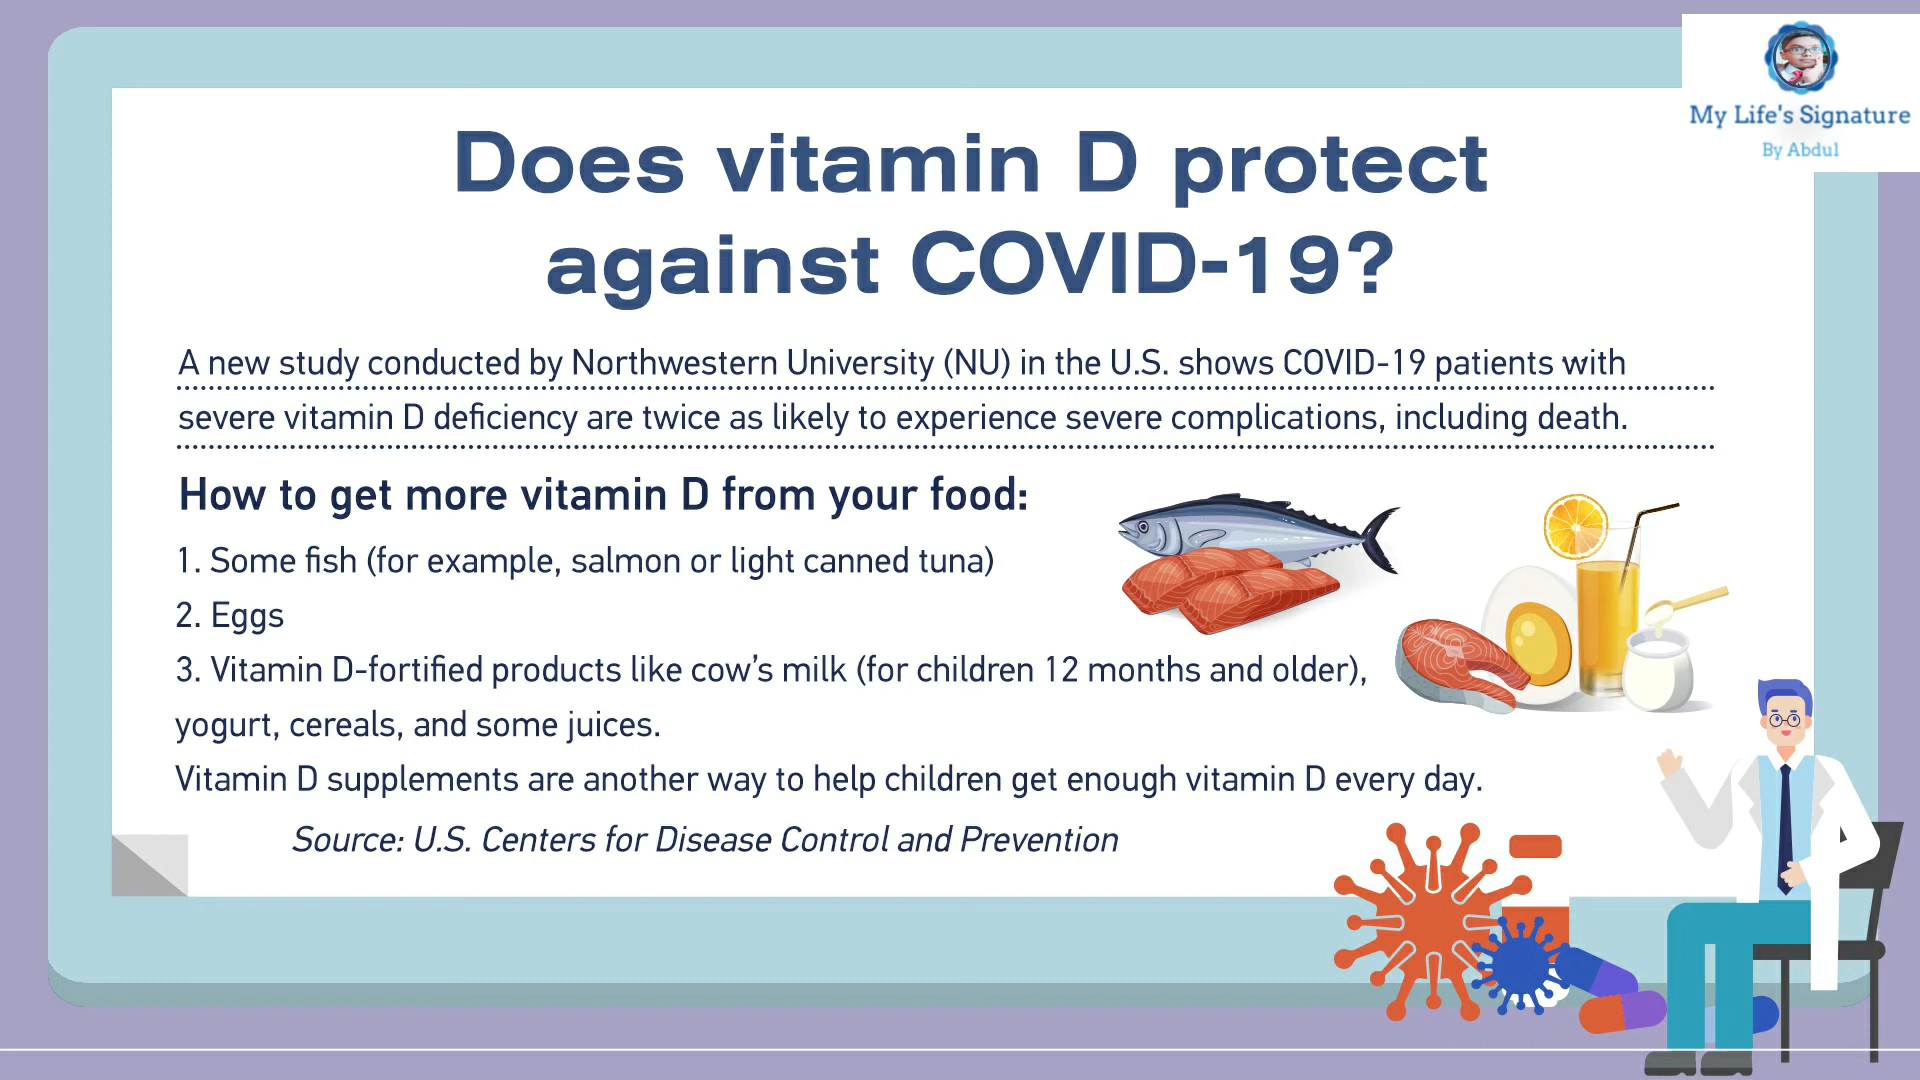 My Life's Signature
By Abdul
Does vitamin D protect
against COVID-19?
A new study conducted by Northwestern University (NU) in the U.S. shows COVID-19 patients with
severe vitamin D deficiency are twice as likely to experience severe complications, including death.
How to get more vitamin D from your food:
1. Some fish (for example, salmon or light canned tuna)
2. Eggs
3. Vitamin D-fortified products like cow’s milk (for children 12 months and older),
yogurt, cereals, and some juices.
Vitamin D supplements are another way to help children get enough vitamin D every day.
Source: U.S. Centers for Disease Control and Prevention